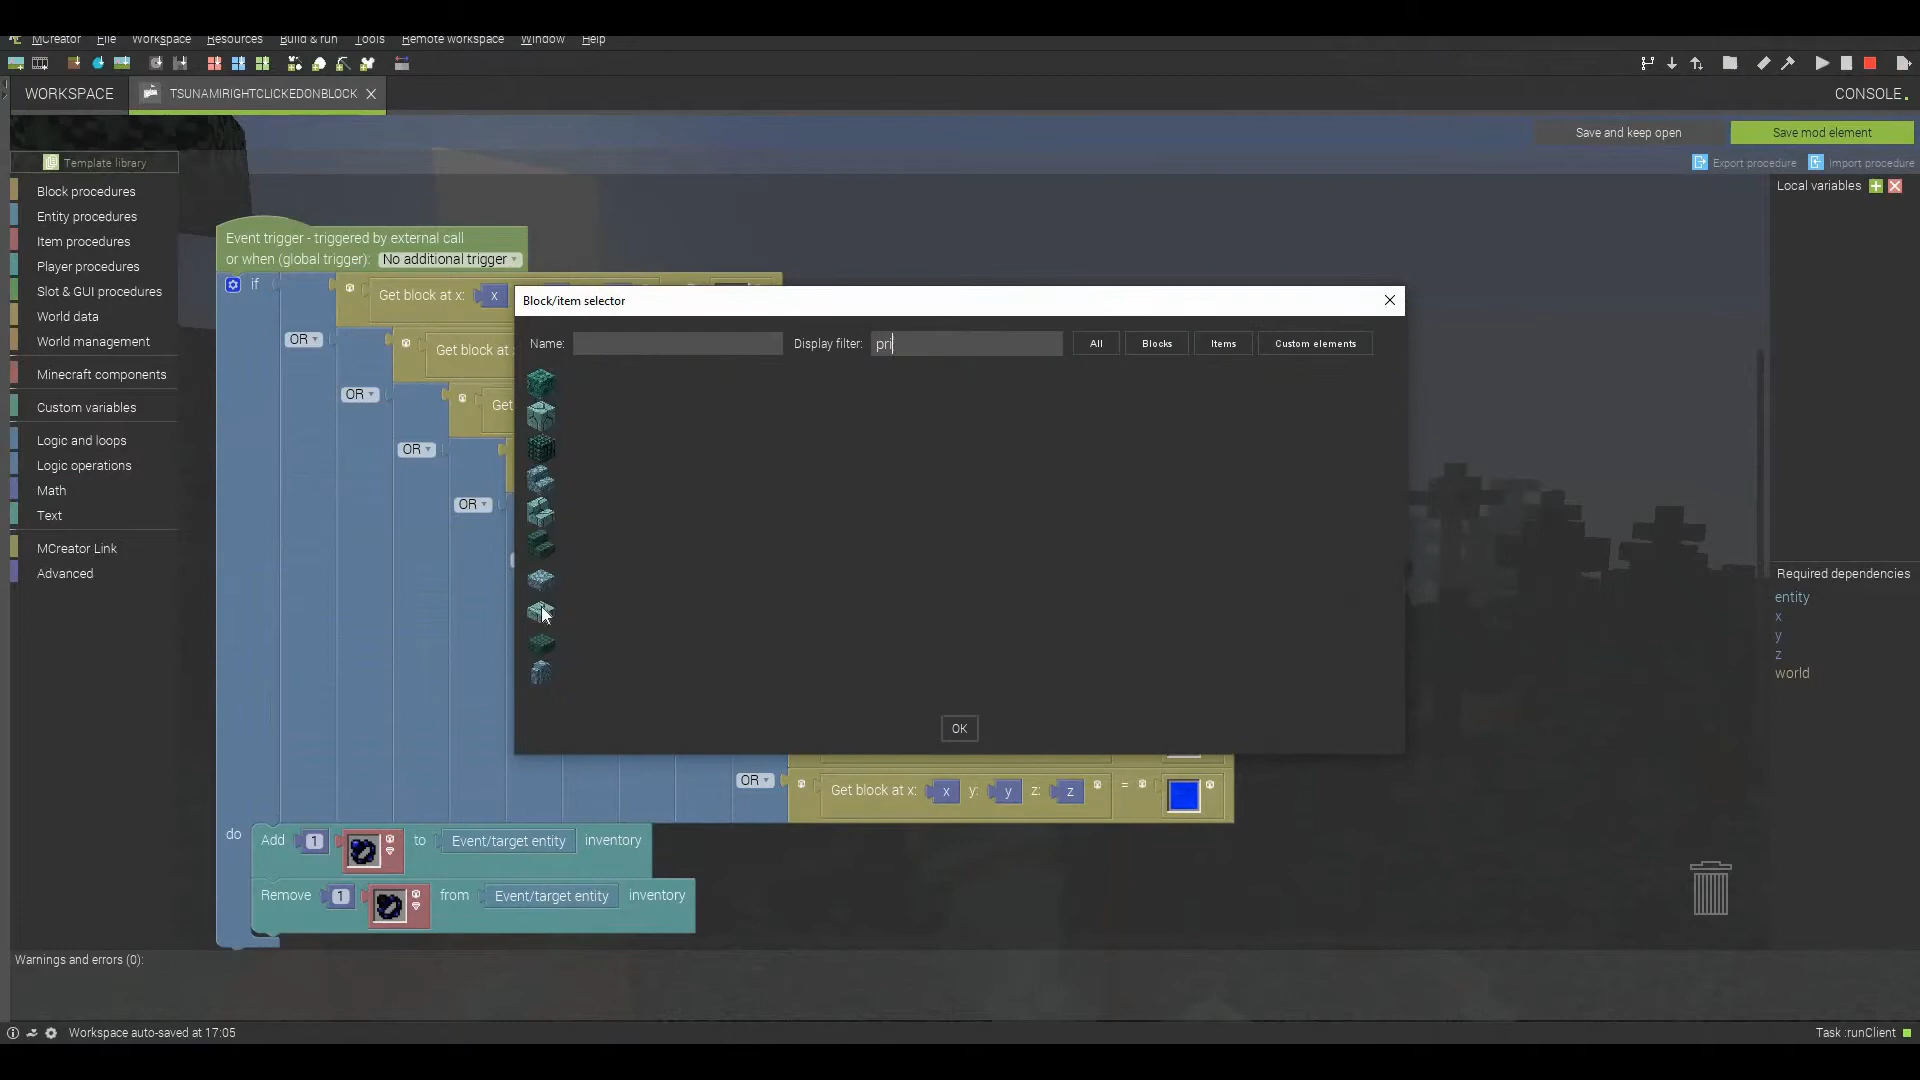 MCreator File Workspace Resources Build & run Tools Remote workspace Window Help
WORKSPACE TSUNAMIRIGHTCLICKEDONBLOCK CONSOLE
Save and keep open Save mod element
Template library Export procedure Import procedure
Local variables
Block procedures
Entity procedures
Item procedures
Player procedures
Slot & GUI procedures
World data
World management
Minecraft components
Custom variables
Logic and loops
Logic operations
Math
Text
MCreator Link
Advanced
Event trigger - triggered by external call
or when (global trigger): No additional trigger
if Get block at x: x
OR Get block at
OR Get
OR
OR
Block/item selector
Name: Display filter: pri All Blocks Items Custom elements
OK
OR Get block at x: x y: y z: z =
do Add 1 to Event/target entity inventory
Remove 1 from Event/target entity inventory
Required dependencies
entity
x
y
z
world
Warnings and errors (0):
Workspace auto-saved at 17:05 Task :runClient